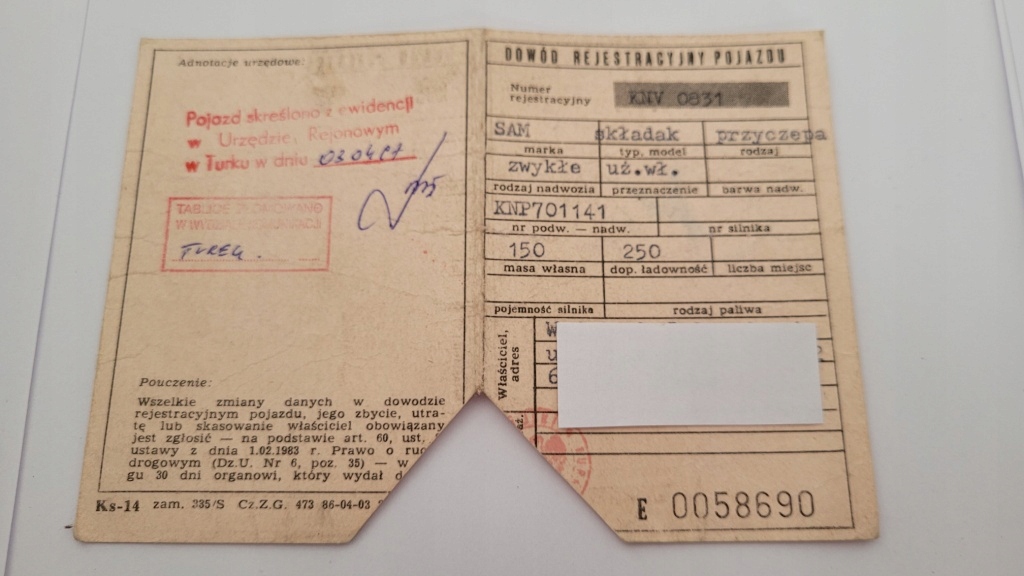 Adnotacje urzędowe:
Pojazd skreślono z ewidencji
w Urzędzie Rejonowym
w Turku w dniu 03 04 97
TABLICE
TUREK.
Pouczenie:
Wszelkie zmiany danych w dowodzie
rejestracyjnym pojazdu, jego zbycie, utra-
tę lub skasowanie właściciel obowiązany
jest zgłosić — na podstawie art. 60, ust.
ustawy z dnia 1.02.1983 r. Prawo o ruc
drogowym (Dz.U. Nr 6, poz. 35) — w
gu 30 dni organowi, który wydał d
Ks-14 zam. 335/S Cz.Z.G. 473 86-04-03
DOWÓD REJESTRACYJNY POJAZDU
Numer
rejestracyjny
KNV 0831
SAM składak przyczepa
marka typ, model rodzaj
zwykłe uż.wł.
rodzaj nadwozia przeznaczenie barwa nadw.
KNP701141
nr podw. — nadw. nr silnika
150 250
masa własna dop. ładowność liczba miejsc
pojemność silnika rodzaj paliwa
Właściciel,
adres
W
u
6
E 0058690